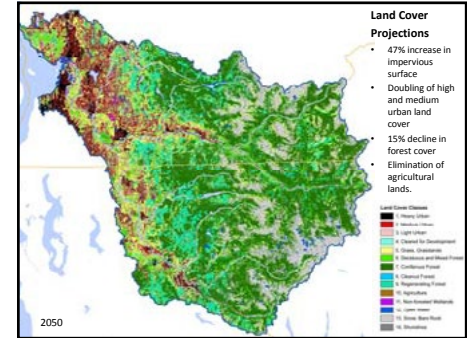 Land Cover
Projections
• 47% increase in
impervious
surface
• Doubling of high
and medium
urban land
cover
• 15% decline in
forest cover
• Elimination of
agricultural
lands.
Land Cover Classes
1. Heavy Urban
2. Medium Urban
3. Light Urban
4. Cleared for Development
5. Grass, Grasslands
6. Deciduous and Mixed Forest
7. Coniferous Forest
8. Clearcut Forest
9. Regenerating Forest
10. Agriculture
11. Non-forested Wetlands
12. Open Water
13. Snow, Bare Rock
2050